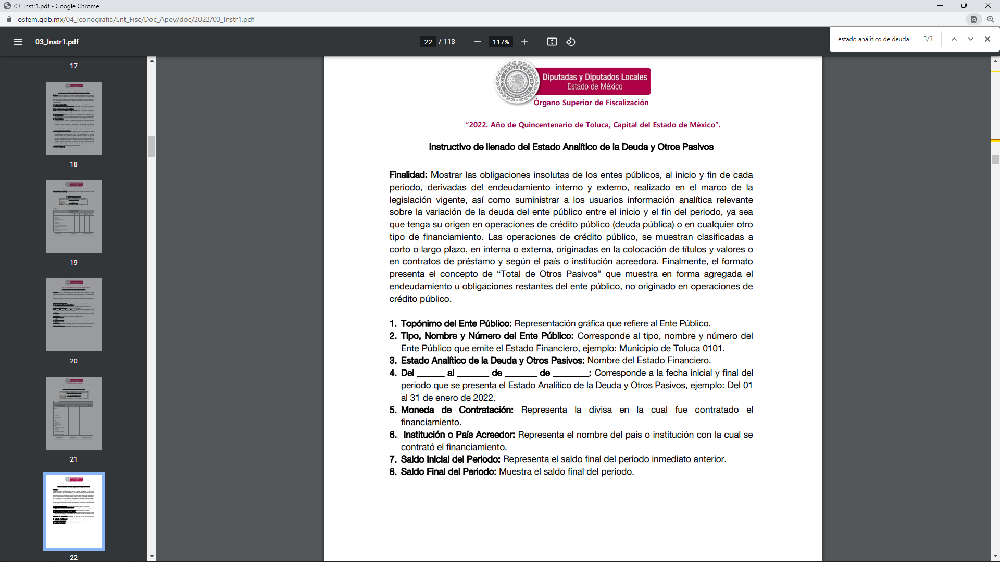 03_Instr1.pdf - Google Chrome
osfem.gob.mx/04_Iconografia/Ent_Fisc/Doc_Apoy/doc/2022/03_Instr1.pdf
03_Instr1.pdf
22 / 113
117%
estado análitico de deuda 3/3
17
18
19
20
21
22
LXI LEGISLATURA
ESTADO DE MÉXICO
Diputadas y Diputados Locales
Estado de México
Órgano Superior de Fiscalización
“2022. Año de Quincentenario de Toluca, Capital del Estado de México”.
Instructivo de llenado del Estado Analítico de la Deuda y Otros Pasivos
Finalidad: Mostrar las obligaciones insolutas de los entes públicos, al inicio y fin de cada
periodo, derivadas del endeudamiento interno y externo, realizado en el marco de la
legislación vigente, así como suministrar a los usuarios información analítica relevante
sobre la variación de la deuda del ente público entre el inicio y el fin del periodo, ya sea
que tenga su origen en operaciones de crédito público (deuda pública) o en cualquier otro
tipo de financiamiento. Las operaciones de crédito público, se muestran clasificadas a
corto o largo plazo, en interna o externa, originadas en la colocación de títulos y valores o
en contratos de préstamo y según el país o institución acreedora. Finalmente, el formato
presenta el concepto de “Total de Otros Pasivos” que muestra en forma agregada el
endeudamiento u obligaciones restantes del ente público, no originado en operaciones de
crédito público.
1. Topónimo del Ente Público: Representación gráfica que refiere al Ente Público.
2. Tipo, Nombre y Número del Ente Público: Corresponde al tipo, nombre y número del
Ente Público que emite el Estado Financiero, ejemplo: Municipio de Toluca 0101.
3. Estado Analítico de la Deuda y Otros Pasivos: Nombre del Estado Financiero.
4. Del ______ al _______ de _______ de ________: Corresponde a la fecha inicial y final del
periodo que se presenta el Estado Analítico de la Deuda y Otros Pasivos, ejemplo: Del 01
al 31 de enero de 2022.
5. Moneda de Contratación: Representa la divisa en la cual fue contratado el
financiamiento.
6. Institución o País Acreedor: Representa el nombre del país o institución con la cual se
contrató el financiamiento.
7. Saldo Inicial del Periodo: Representa el saldo final del periodo inmediato anterior.
8. Saldo Final del Periodo: Muestra el saldo final del periodo.